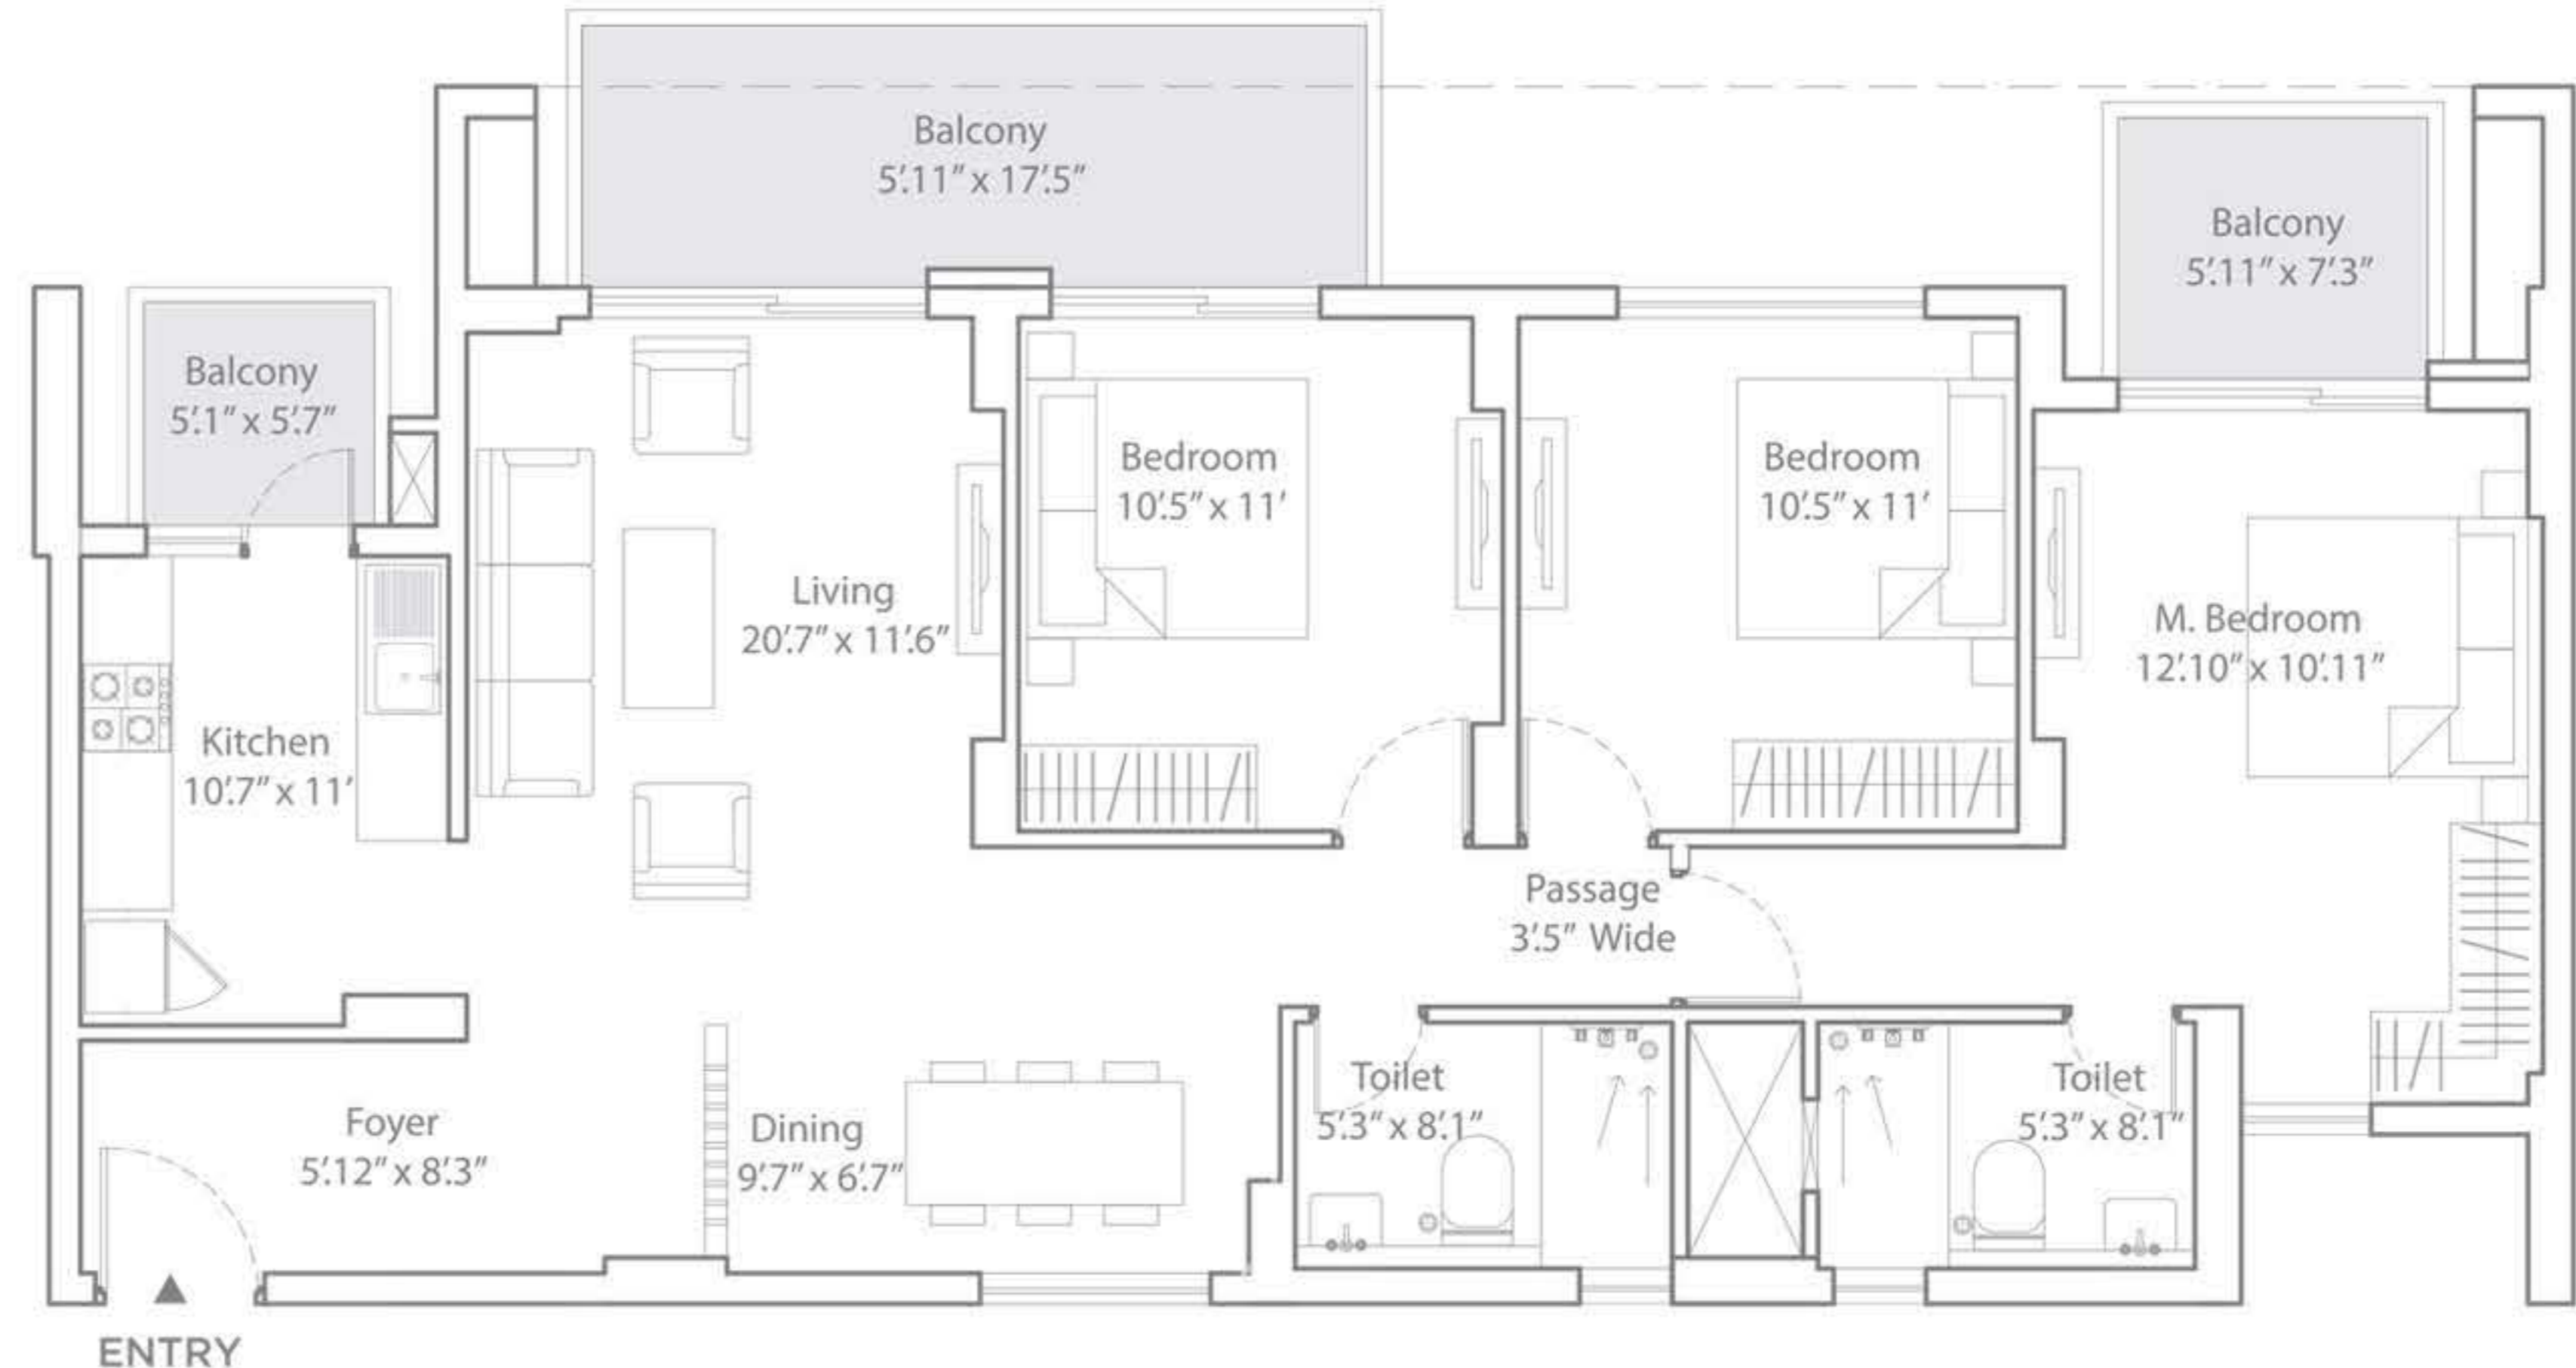 Balcony
5'.11" x 17'.5"
Balcony
5'.11" x 7'.3"
Balcony
5'.1" x 5'.7"
Bedroom
10'.5" x 11'
Bedroom
10'.5" x 11'
Living
20'.7" x 11'.6"
M. Bedroom
12'.10" x 10'.11"
Kitchen
10'.7" x 11'
Passage
3'.5" Wide
Toilet
5'.3" x 8'.1"
Toilet
5'.3" x 8'.1"
Foyer
5'.12" x 8'.3"
Dining
9'.7" x 6'.7"
ENTRY